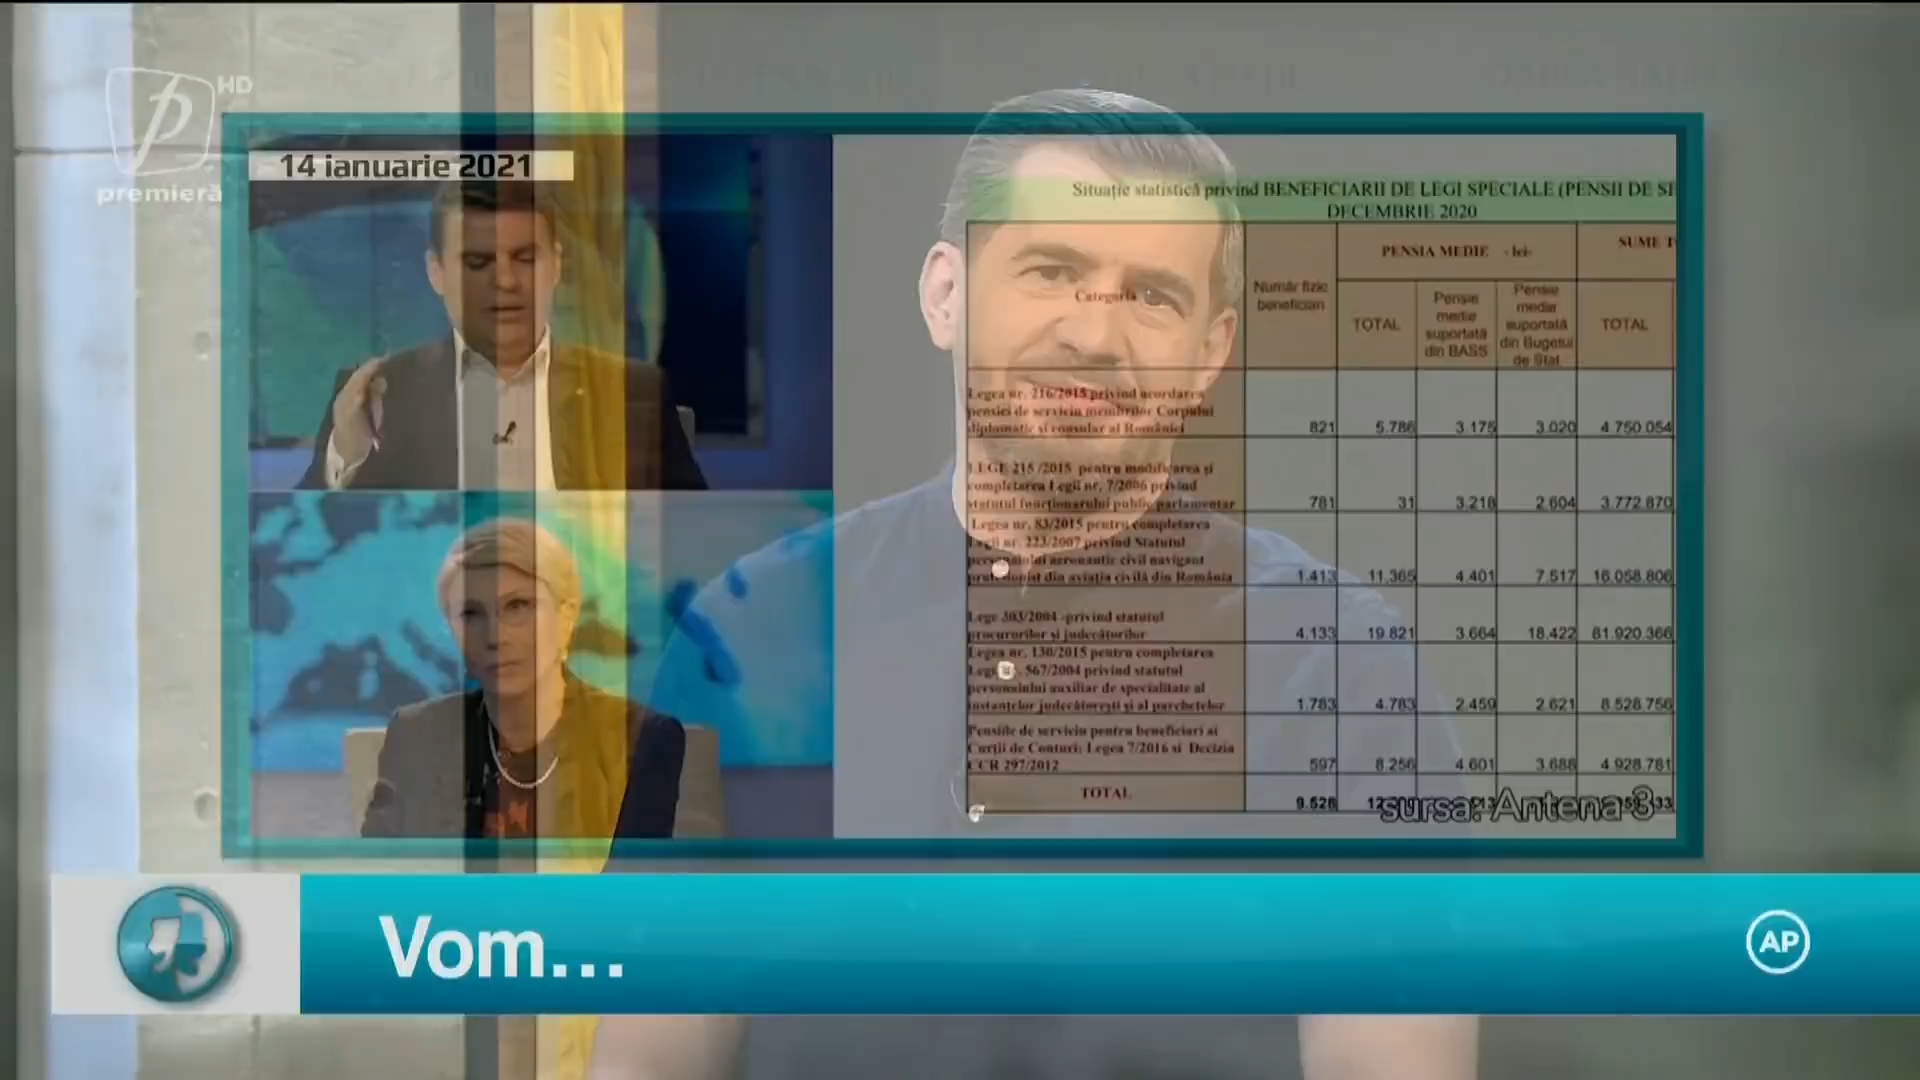 HD
premieră
14 ianuarie 2021
Situație statistică privind BENEFICIARII DE LEGI SPECIALE (PENSII DE SE
DECEMBRIE 2020
Categoria
Număr fizic
beneficiari
PENSIA MEDIE - lei-
SUME T
TOTAL
Pensie
medie
suportată
din BASS
Pensie
medie
suportată
din Bugetul
de Stat
TOTAL
Legea nr. 216/2015 privind acordarea
pensiei de serviciu membrilor Corpului
diplomatic si consular al României
821 5.786 3.175 3.020 4.750.054
LEGE 215 /2015 pentru modificarea și
completarea Legii nr. 7/2006 privind
statutul funcționarului public parlamentar
781 31 3.218 2.604 3.772.870
Legea nr. 83/2015 pentru completarea
Legii nr. 223/2007 privind Statutul
personalului aeronautic civil navigant
profesionist din aviația civilă din România
1.413 11.365 4.401 7.517 16.058.806
Lege 303/2004 -privind statutul
procurorilor și judecătorilor
4.133 19.821 3.664 18.422 81.920.366
Legea nr. 130/2015 pentru completarea
567/2004 privind statutul
personalului auxiliar de specialitate al
instanțelor judecătorești și al parchetelor
1.783 4.783 2.459 2.621 8.528.756
Pensiile de serviciu pentru beneficiari ai
Curții de Conturi; Legea 7/2016 si Decizia
CCR 297/2012
597 8.256 4.601 3.688 4.928.781
TOTAL
9.528
sursa: Antena 3
Vom...
AP